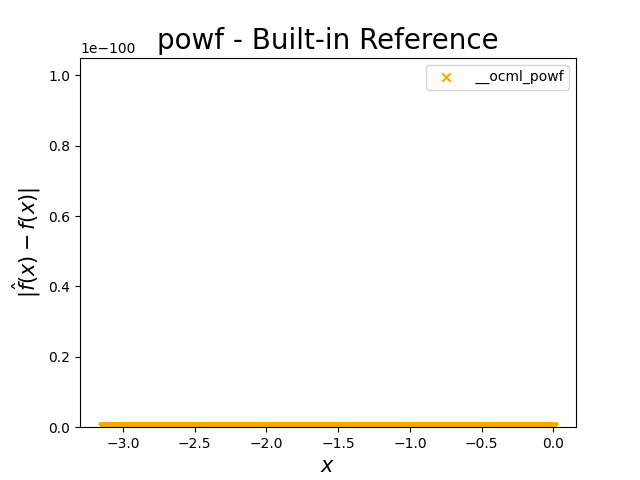 powf - Built-in Reference
1e−100
1.0
0.8
0.6
0.4
0.2
0.0
|f̂(x) − f(x)|
__ocml_powf
−3.0 −2.5 −2.0 −1.5 −1.0 −0.5 0.0
x